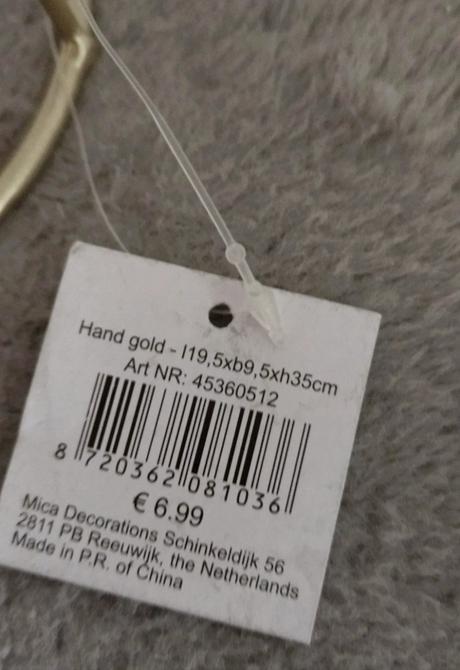 Hand gold - l19,5xb9,5xh35cm
Art NR: 45360512
8 720362 081036
€ 6.99
Mica Decorations Schinkeldijk 56
2811 PB Reeuwijk, the Netherlands
Made in P.R. of China